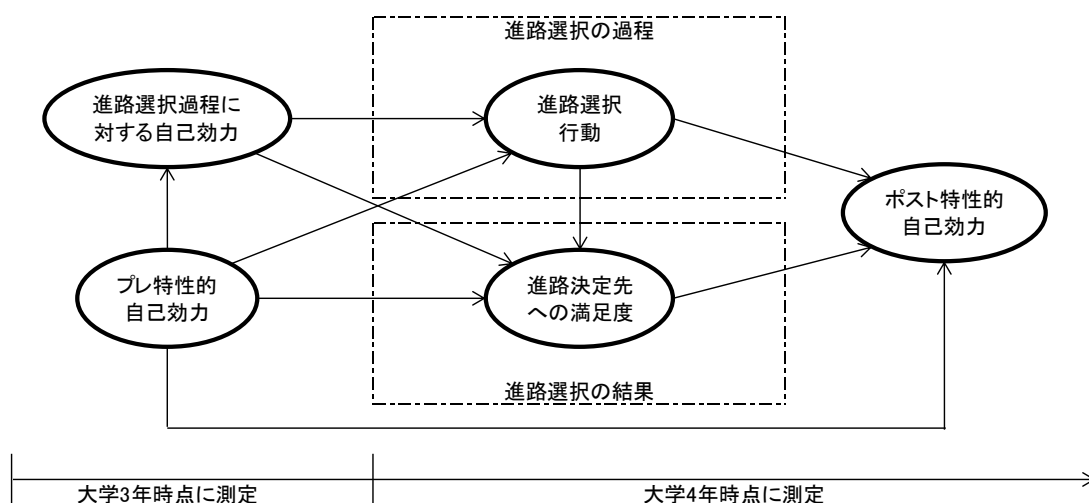 進路選択の過程
進路選択過程に
対する自己効力
進路選択
行動
ポスト特性的
自己効力
プレ特性的
自己効力
進路決定先
への満足度
進路選択の結果
大学3年時点に測定
大学4年時点に測定